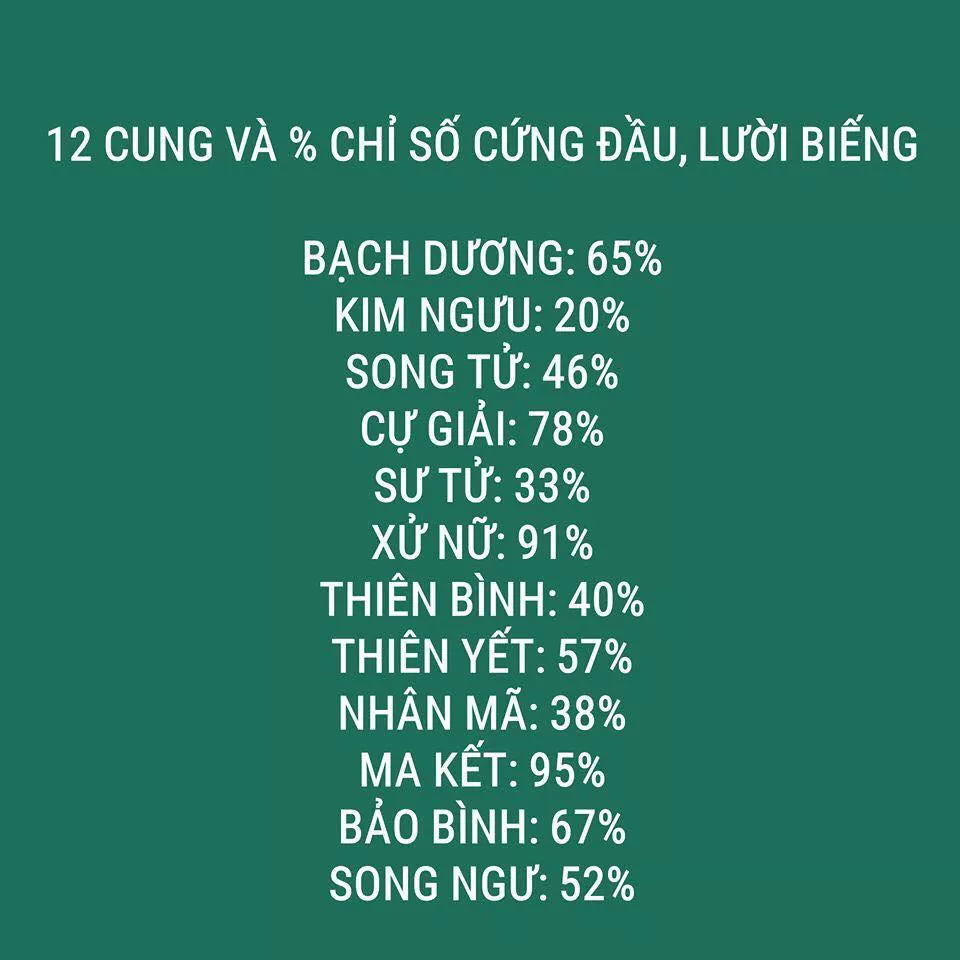 12 CUNG VÀ % CHỈ SỐ CỨNG ĐẦU, LƯỜI BIẾNG
BẠCH DƯƠNG: 65%
KIM NGƯU: 20%
SONG TỬ: 46%
CỰ GIẢI: 78%
SƯ TỬ: 33%
XỬ NỮ: 91%
THIÊN BÌNH: 40%
THIÊN YẾT: 57%
NHÂN MÃ: 38%
MA KẾT: 95%
BẢO BÌNH: 67%
SONG NGƯ: 52%